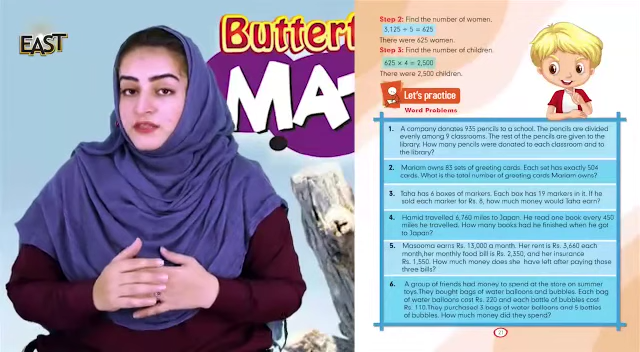 EAST
Butterf
MAT
Step 2: Find the number of women.
3,125 ÷ 5 = 625
There were 625 women.
Step 3: Find the number of children.
625 × 4 = 2,500
There were 2,500 children.
Let's practice
Word Problems
1. A company donates 935 pencils to a school. The pencils are divided
evenly among 9 classrooms. The rest of the pencils are given to the
library. How many pencils were donated to each classroom and to
the library?
2. Mariam owns 83 sets of greeting cards. Each set has exactly 504
cards. What is the total number of greeting cards Mariam owns?
3. Taha has 6 boxes of markers. Each box has 19 markers in it. If he
sold each marker for Rs. 8, how much money would Taha earn?
4. Hamid travelled 6,760 miles to Japan. He read one book every 450
miles he travelled. How many books had he finished when he got
to Japan?
5. Masooma earns Rs. 13,000 a month. Her rent is Rs. 3,660 each
month,her monthly food bill is Rs. 2,350, and her insurance
Rs. 1,550. How much money does she have left after paying those
three bills?
6. A group of friends had money to spend at the store on summer
toys.They bought bags of water balloons and bubbles. Each bag
of water balloons cost Rs. 220 and each bottle of bubbles cost
Rs. 110.They purchased 3 bags of water balloons and 5 bottles
of bubbles. How much money did they spend?
21